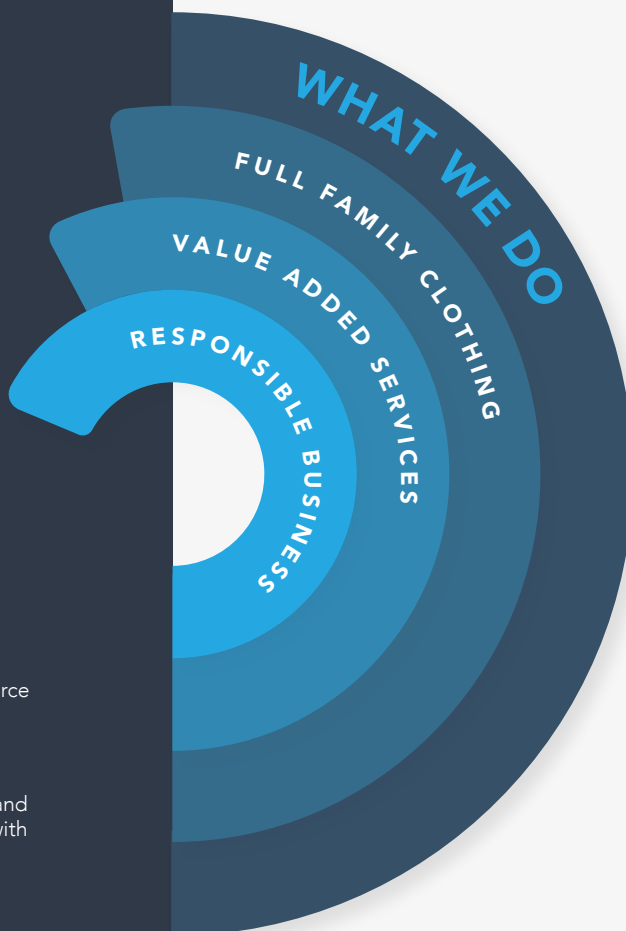 WHAT WE DO
FULL FAMILY CLOTHING
VALUE ADDED SERVICES
RESPONSIBLE BUSINESS